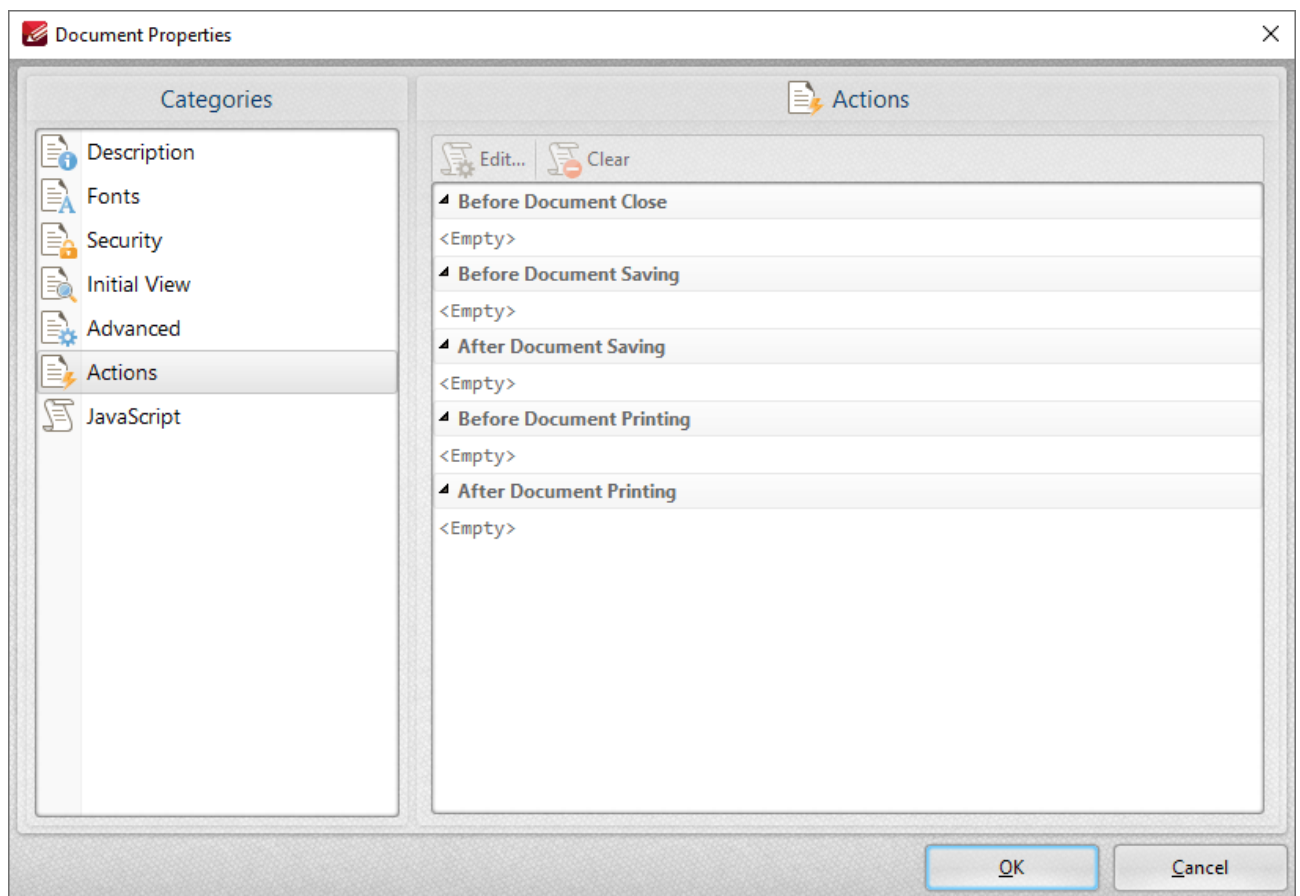 Document Properties
Categories
Description
Fonts
Security
Initial View
Advanced
Actions
JavaScript
Actions
Edit... Clear
Before Document Close
<Empty>
Before Document Saving
<Empty>
After Document Saving
<Empty>
Before Document Printing
<Empty>
After Document Printing
<Empty>
OK Cancel